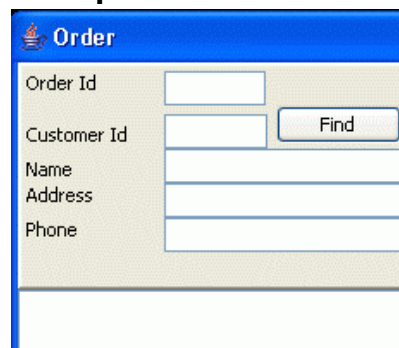 Order
Order Id
Customer Id Find
Name
Address
Phone